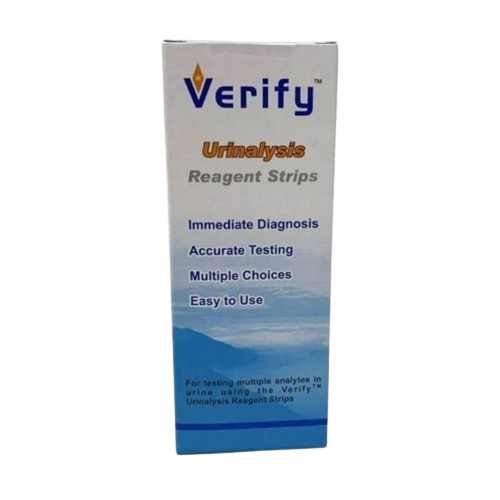 Verify™
Urinalysis
Reagent Strips
Immediate Diagnosis
Accurate Testing
Multiple Choices
Easy to Use
For testing multiple analytes in
urine using the Verify™
Urinalysis Reagent Strips